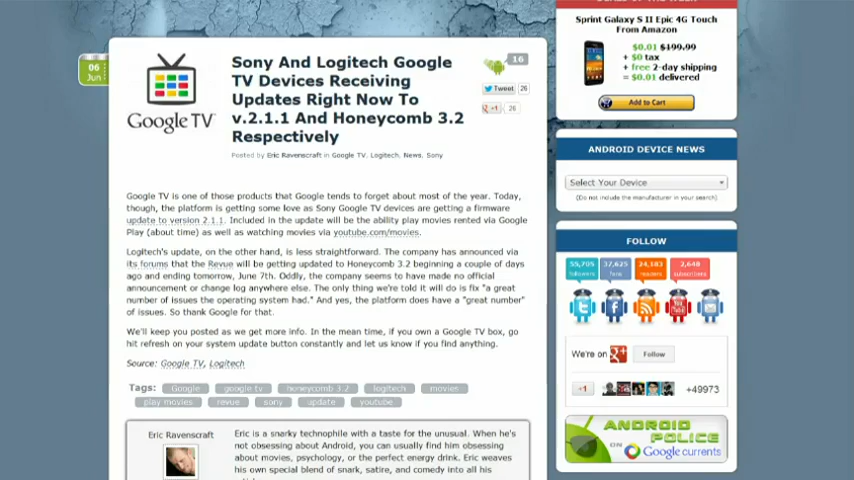 Sprint Galaxy S II Epic 4G Touch
From Amazon
$0.01 $199.99
+ $0 tax
+ free 2-day shipping
= $0.01 delivered
Add to Cart
06
Jun
Google TV
Sony And Logitech Google
TV Devices Receiving
Updates Right Now To
v.2.1.1 And Honeycomb 3.2
Respectively
Posted by Eric Ravenscraft in Google TV, Logitech, News, Sony
16
Tweet 26
+1 26
Google TV is one of those products that Google tends to forget about most of the year. Today,
though, the platform is getting some love as Sony Google TV devices are getting a firmware
update to version 2.1.1. Included in the update will be the ability play movies rented via Google
Play (about time) as well as watching movies via youtube.com/movies.
Logitech's update, on the other hand, is less straightforward. The company has announced via
its forums that the Revue will be getting updated to Honeycomb 3.2 beginning a couple of days
ago and ending tomorrow, June 7th. Oddly, the company seems to have made no official
announcement or change log anywhere else. The only thing we're told it will do is fix "a great
number of issues the operating system had." And yes, the platform does have a "great number"
of issues. So thank Google for that.
We'll keep you posted as we get more info. In the mean time, if you own a Google TV box, go
hit refresh on your system update button constantly and let us know if you find anything.
Source: Google TV, Logitech
Tags: Google google tv honeycomb 3.2 logitech movies
play movies revue sony update youtube
Eric Ravenscraft
Eric is a snarky technophile with a taste for the unusual. When he's
not obsessing about Android, you can usually find him obsessing
about movies, psychology, or the perfect energy drink. Eric weaves
his own special blend of snark, satire, and comedy into all his
ANDROID DEVICE NEWS
Select Your Device
(Do not include the manufacturer in your search)
FOLLOW
55,705 followers
37,625 fans
24,583 readers
2,648 subscribers
We're on g+ Follow
+1 +49973
ANDROID
POLICE
ON Google currents